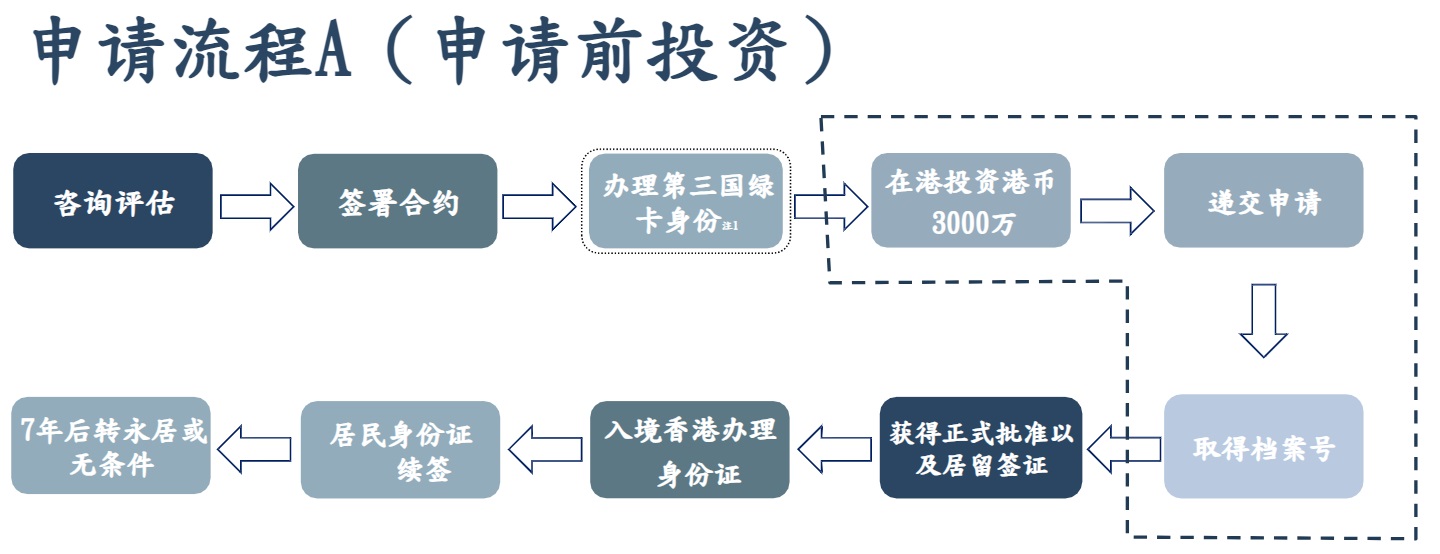 申请流程A（申请前投资）
咨询评估
签署合约
办理第三国绿
卡身份注1
在港投资港币
3000万
递交申请
取得档案号
获得正式批准以
及居留签证
入境香港办理
身份证
居民身份证
续签
7年后转永居或
无条件